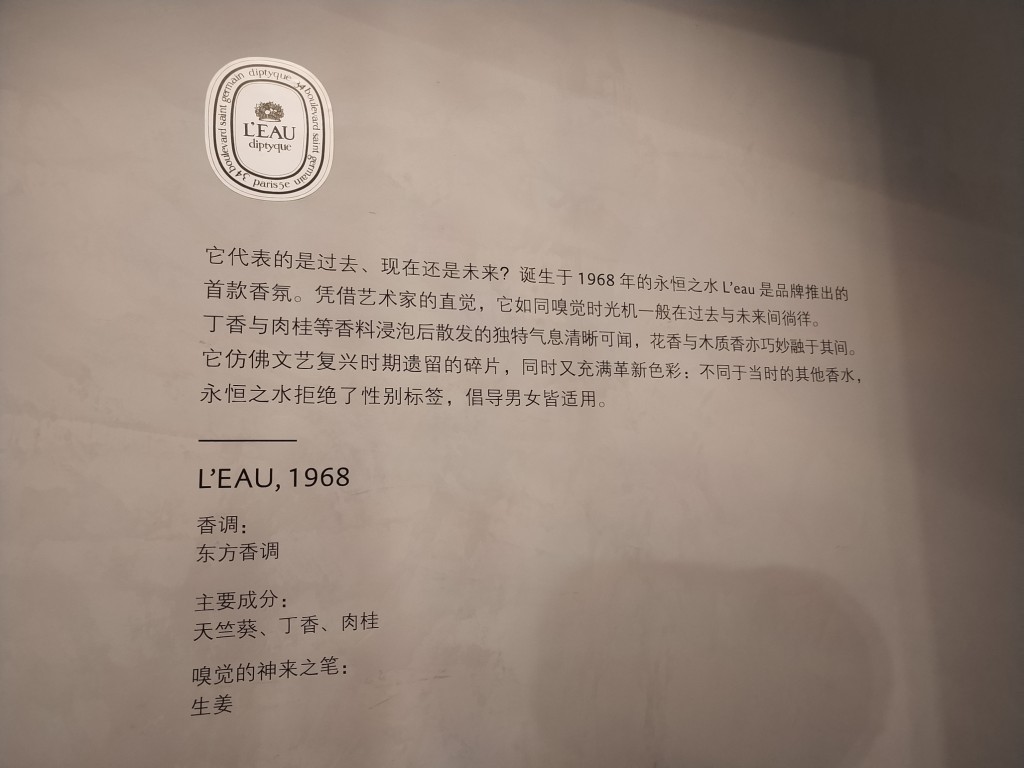 L'EAU
diptyque
diptyque 34 boulevard saint germain paris5e 34 boulevard saint germain
它代表的是过去、现在还是未来？诞生于 1968 年的永恒之水 L'eau 是品牌推出的
首款香氛。凭借艺术家的直觉，它如同嗅觉时光机一般在过去与未来间徜徉。
丁香与肉桂等香料浸泡后散发的独特气息清晰可闻，花香与木质香亦巧妙融于其间。
它仿佛文艺复兴时期遗留的碎片，同时又充满革新色彩：不同于当时的其他香水，
永恒之水拒绝了性别标签，倡导男女皆适用。
L'EAU, 1968
香调：
东方香调
主要成分：
天竺葵、丁香、肉桂
嗅觉的神来之笔：
生姜